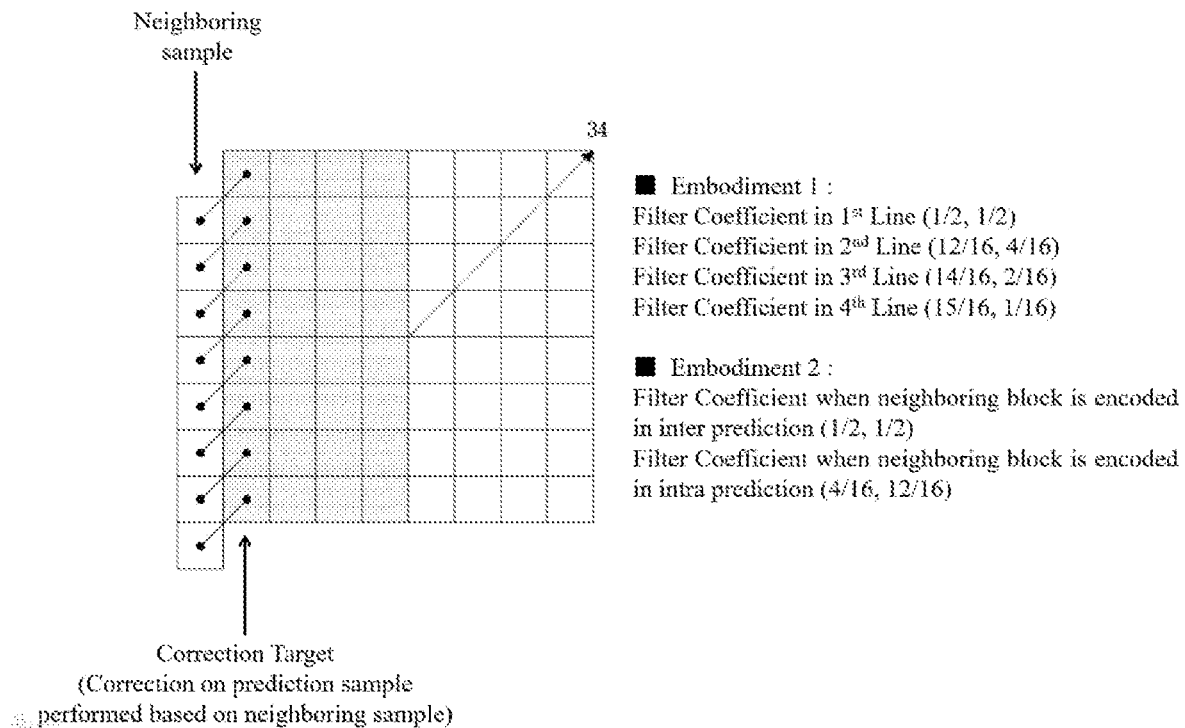 Neighboring
sample
34
■ Embodiment 1 :
Filter Coefficient in 1st Line (1/2, 1/2)
Filter Coefficient in 2nd Line (12/16, 4/16)
Filter Coefficient in 3rd Line (14/16, 2/16)
Filter Coefficient in 4th Line (15/16, 1/16)
■ Embodiment 2 :
Filter Coefficient when neighboring block is encoded
in inter prediction (1/2, 1/2)
Filter Coefficient when neighboring block is encoded
in intra prediction (4/16, 12/16)
Correction Target
(Correction on prediction sample
performed based on neighboring sample)